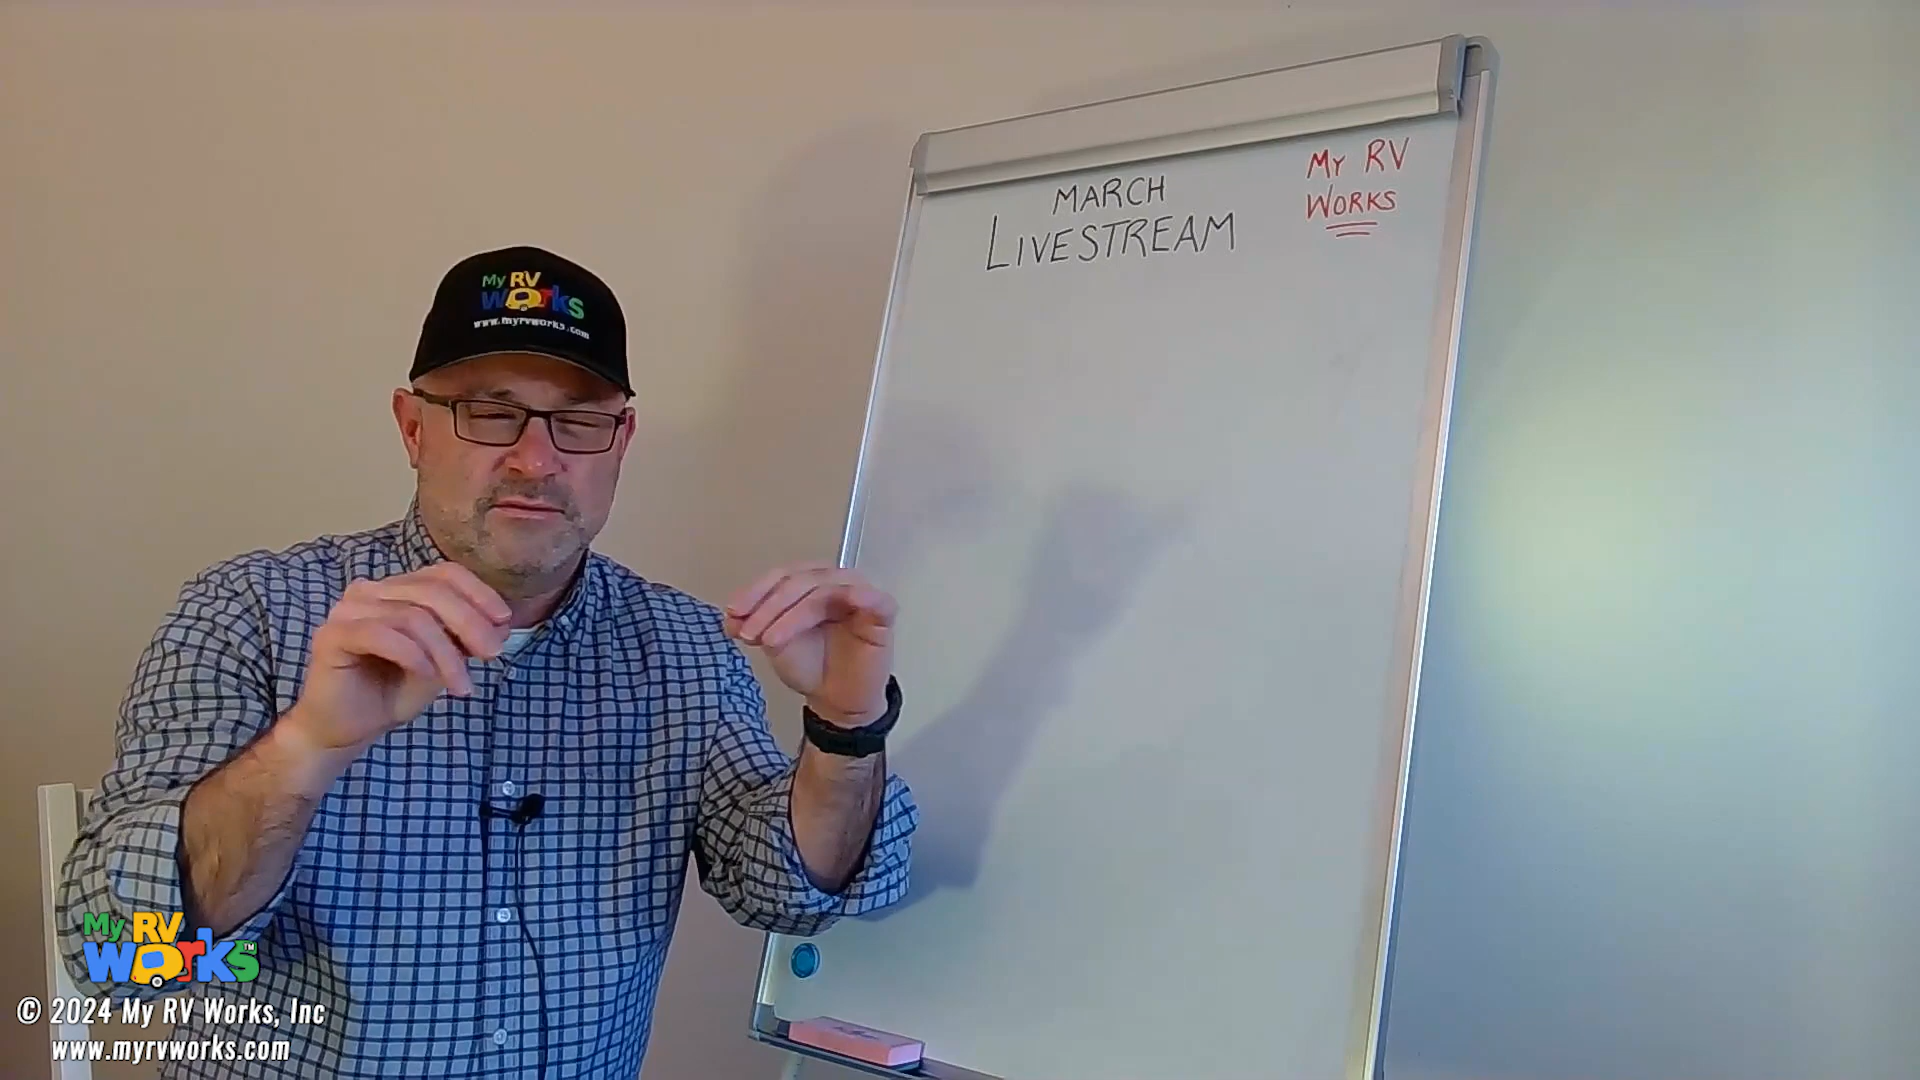 MARCH
LIVESTREAM
MY RV
WORKS
My RV
works
www.myrvworks.com
My RV
works™
© 2024 My RV Works, Inc
www.myrvworks.com